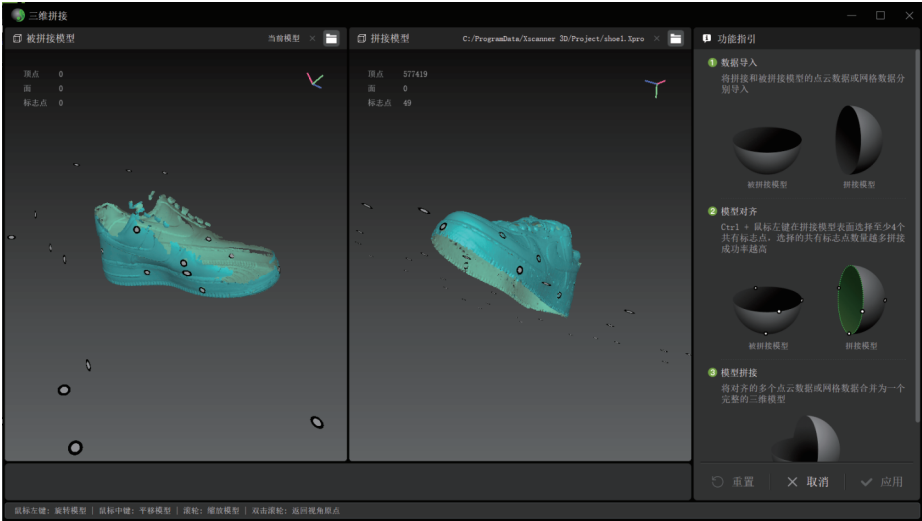 三维拼接
被拼接模型
当前模型
拼接模型
C:/ProgramData/Xscanner 3D/Project/shoe1.Xpro
功能指引
顶点 0
面 0
标志点 0
顶点 577419
面 0
标志点 49
1 数据导入
将拼接和被拼接模型的点云数据或网格数据分
别导入
被拼接模型
拼接模型
2 模型对齐
Ctrl + 鼠标左键在拼接模型表面选择至少4个
共有标志点，选择的共有标志点数量越多拼接
成功率越高
被拼接模型
拼接模型
3 模型拼接
将对齐的多个点云数据或网格数据合并为一个
完整的三维模型
重置
取消
应用
鼠标左键: 旋转模型 | 鼠标中键: 平移模型 | 滚轮: 缩放模型 | 双击滚轮: 返回视角原点